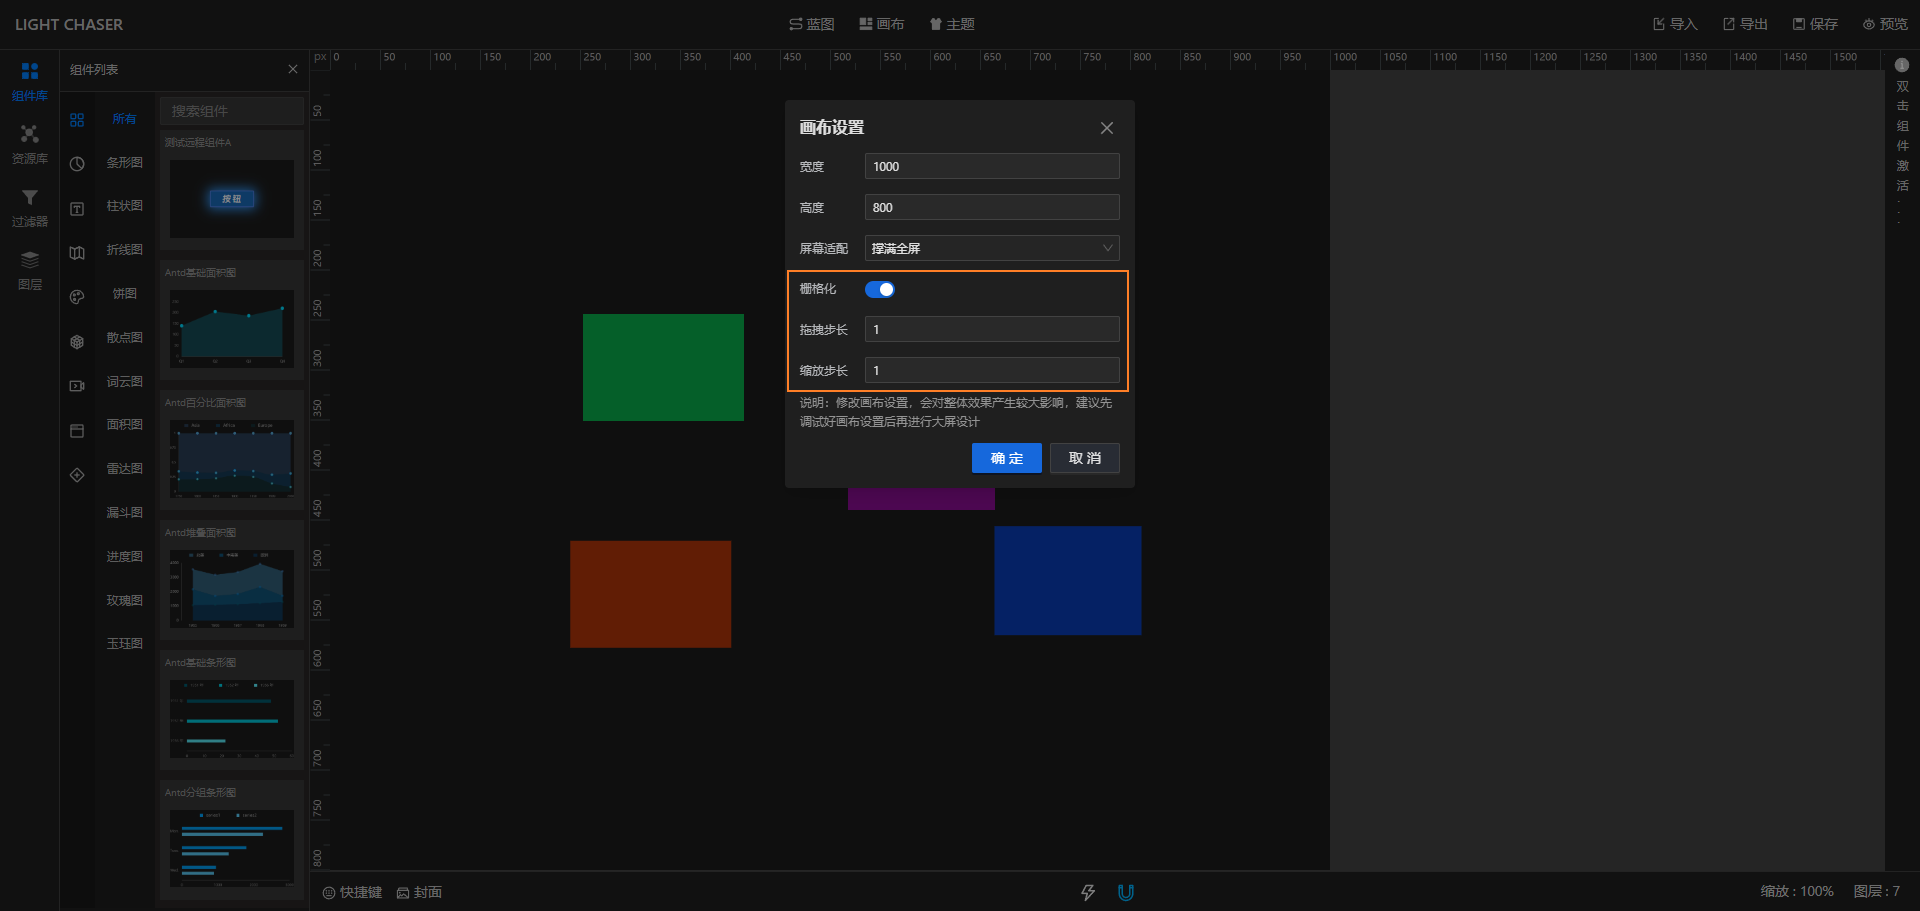 LIGHT CHASER
蓝图
画布
主题
导入
导出
保存
预览
组件库
资源库
过滤器
图层
组件列表
所有
条形图
柱状图
折线图
饼图
散点图
词云图
面积图
雷达图
漏斗图
进度图
玫瑰图
玉珏图
搜索组件
测试远程组件A
按钮
Antd基础面积图
Antd百分比面积图
Antd堆叠面积图
Antd基础条形图
Antd分组条形图
px 0 50 100 150 200 250 300 350 400 450 500 550 600 650 700 750 800 850 900 950 1000 1050 1100 1150 1200 1250 1300 1350 1400 1450 1500
50
100
150
200
250
300
350
400
450
500
550
600
650
700
750
800
画布设置
宽度 1000
高度 800
屏幕适配 撑满全屏
栅格化
拖拽步长 1
缩放步长 1
说明：修改画布设置，会对整体效果产生较大影响，建议先
调试好画布设置后再进行大屏设计
确 定
取 消
双
击
组
件
激
活
.
.
.
快捷键
封面
缩放 : 100%
图层 : 7